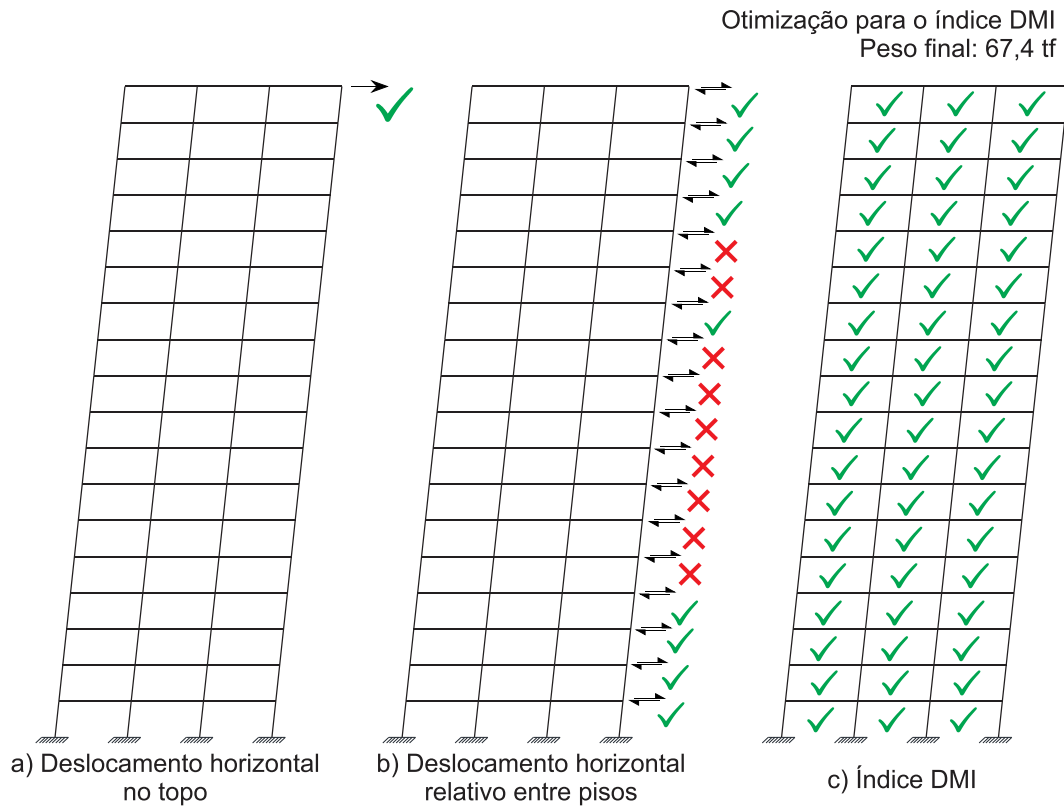 Otimização para o índice DMI
Peso final: 67,4 tf
a) Deslocamento horizontal
no topo
b) Deslocamento horizontal
relativo entre pisos
c) Índice DMI